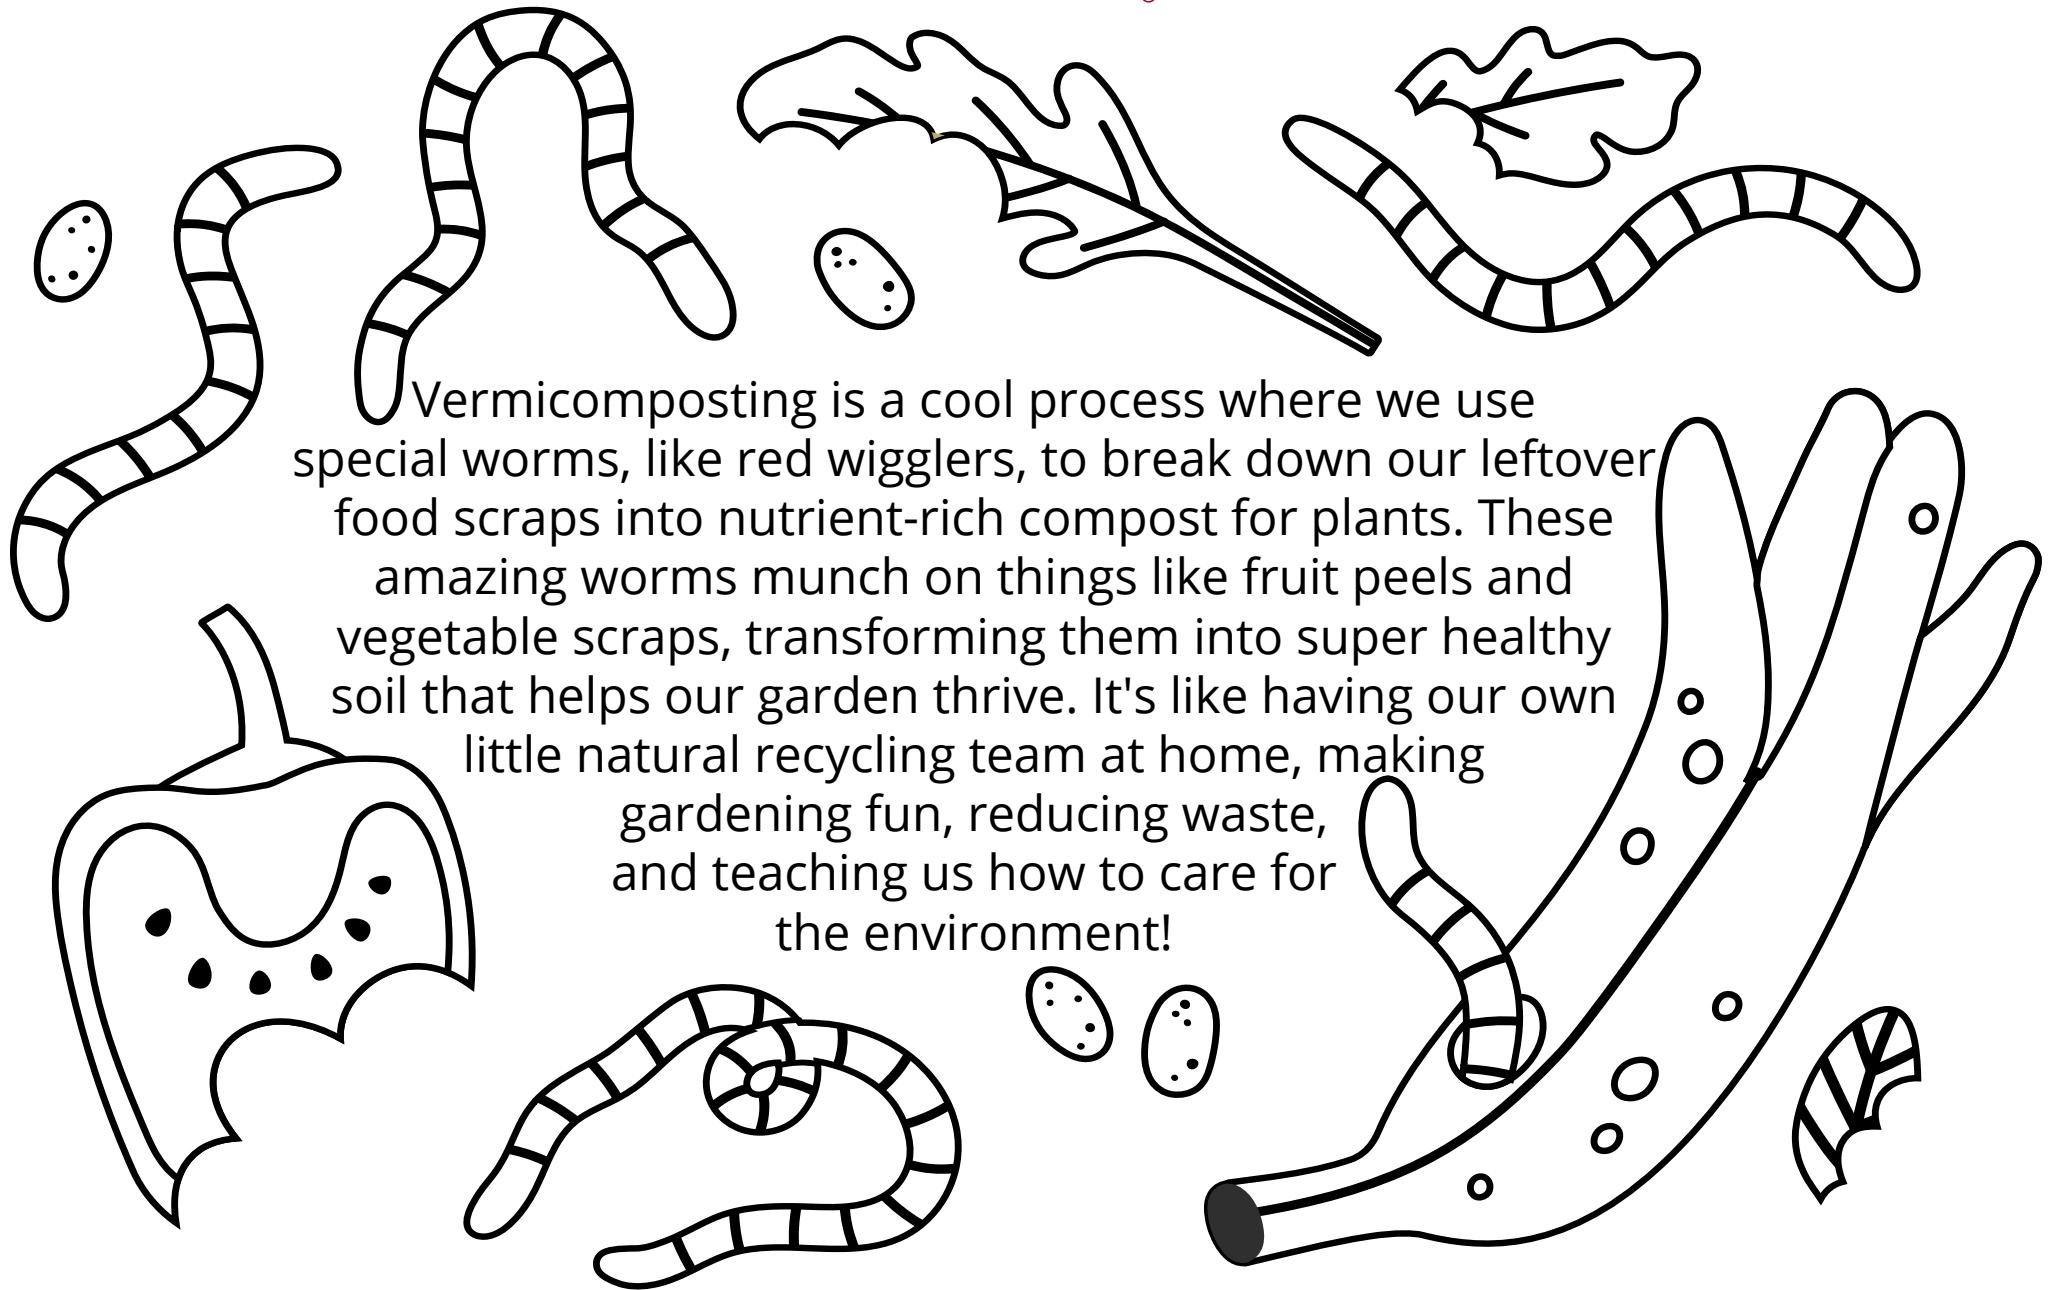 Vermicomposting is a cool process where we use
special worms, like red wigglers, to break down our leftover
food scraps into nutrient-rich compost for plants. These
amazing worms munch on things like fruit peels and
vegetable scraps, transforming them into super healthy
soil that helps our garden thrive. It's like having our own
little natural recycling team at home, making
gardening fun, reducing waste,
and teaching us how to care for
the environment!